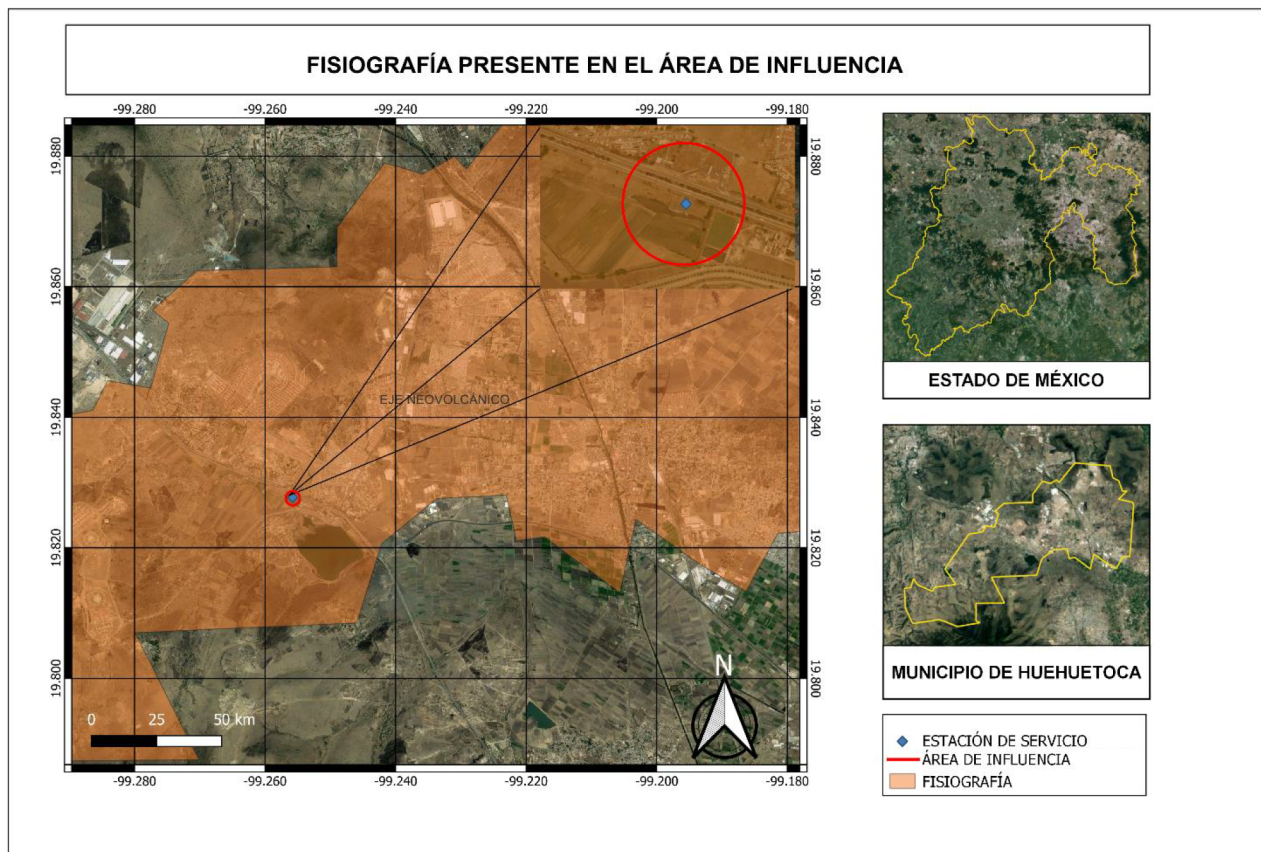 FISIOGRAFÍA PRESENTE EN EL ÁREA DE INFLUENCIA
-99.280 -99.260 -99.240 -99.220 -99.200 -99.180
19.880 19.880
19.860 19.860
EJE NEOVOLCÁNICO
19.840 19.840
19.820 19.820
19.800 19.800
N
0 25 50 km
-99.280 -99.260 -99.240 -99.220 -99.200 -99.180
ESTADO DE MÉXICO
MUNICIPIO DE HUEHUETOCA
ESTACIÓN DE SERVICIO
ÁREA DE INFLUENCIA
FISIOGRAFÍA